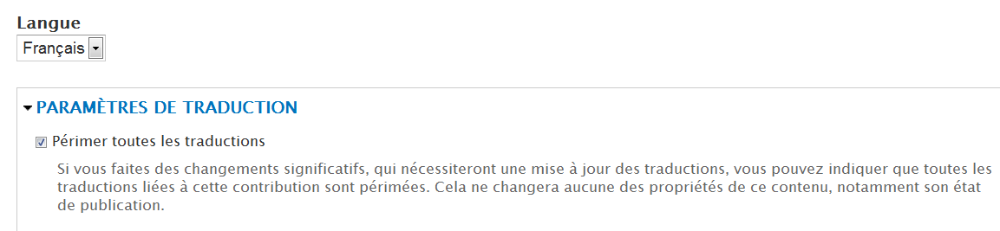 Langue
Français
PARAMÈTRES DE TRADUCTION
Périmer toutes les traductions
Si vous faites des changements significatifs, qui nécessiteront une mise à jour des traductions, vous pouvez indiquer que toutes les
traductions liées à cette contribution sont périmées. Cela ne changera aucune des propriétés de ce contenu, notamment son état
de publication.